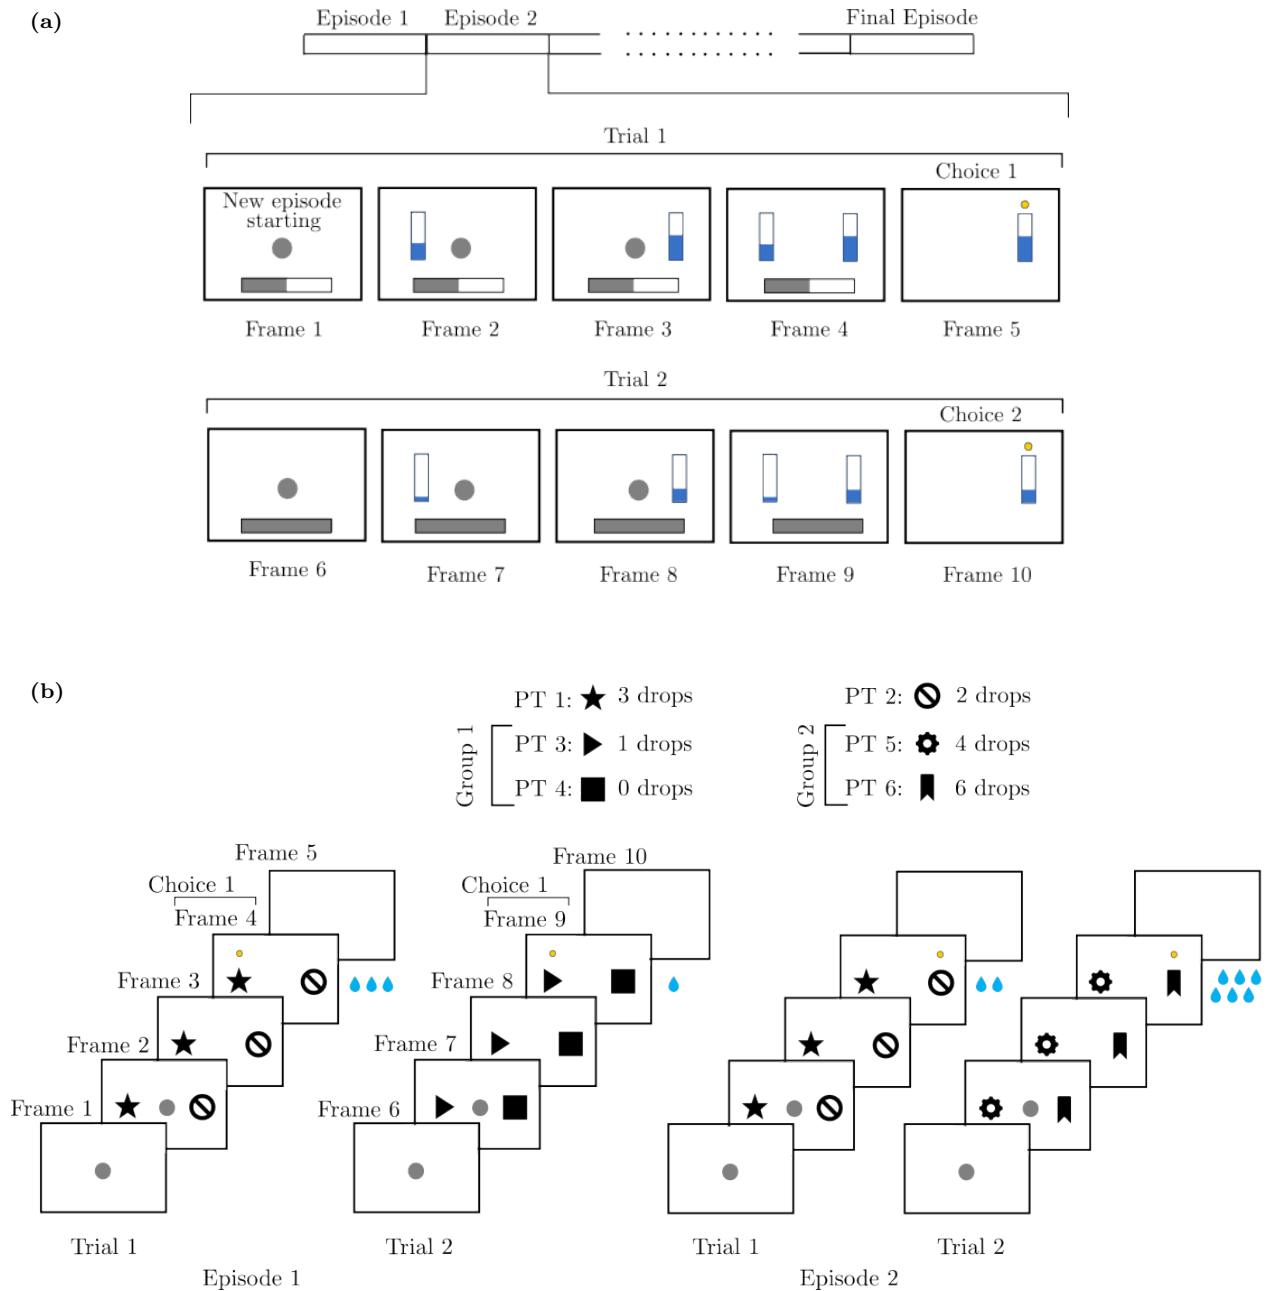 (a)
Episode 1 Episode 2 Final Episode
Trial 1
Choice 1
New episode
starting
Frame 1 Frame 2 Frame 3 Frame 4 Frame 5
Trial 2
Choice 2
Frame 6 Frame 7 Frame 8 Frame 9 Frame 10
(b)
PT 1: 3 drops PT 2: 2 drops
Group 1
PT 3: 1 drops
PT 4: 0 drops
Group 2
PT 5: 4 drops
PT 6: 6 drops
Frame 5
Choice 1
Frame 4
Frame 3
Frame 2
Frame 1
Frame 10
Choice 1
Frame 9
Frame 8
Frame 7
Frame 6
Trial 1 Trial 2 Trial 1 Trial 2
Episode 1 Episode 2